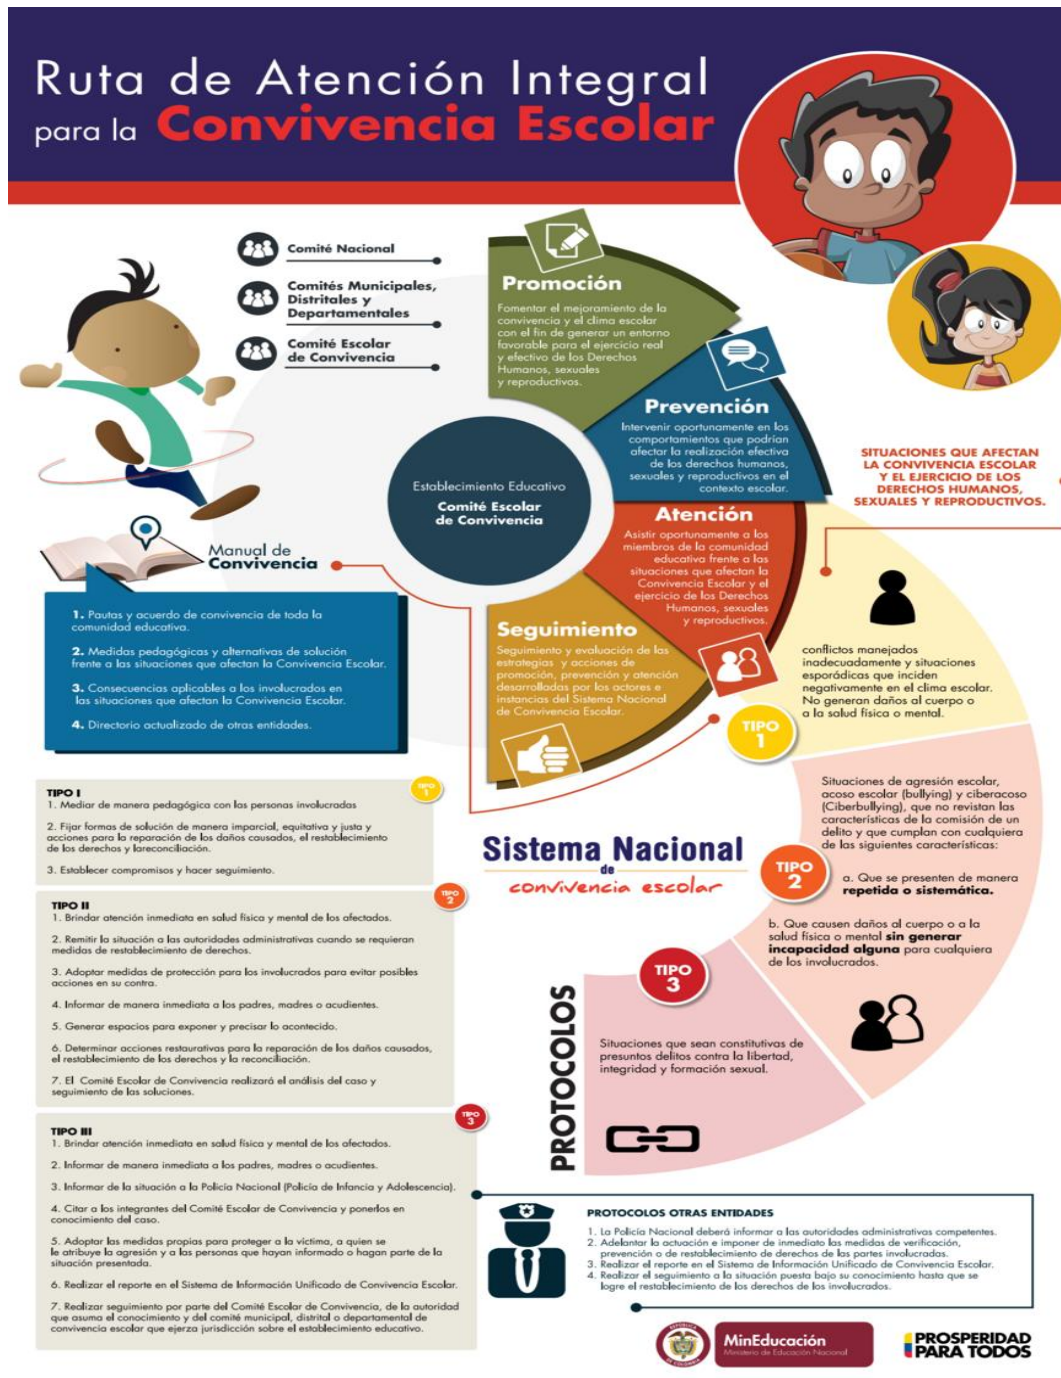 Ruta de Atención Integral
para la Convivencia Escolar
Comité Nacional
Comités Municipales,
Distritales y
Departamentales
Comité Escolar
de Convivencia
Promoción
Fomentar el mejoramiento de la
convivencia y el clima escolar
con el fin de generar un entorno
favorable para el ejercicio real
y efectivo de los Derechos
Humanos, sexuales
y reproductivos.
Prevención
Intervenir oportunamente en los
comportamientos que podrían
afectar la realización efectiva
de los derechos humanos,
sexuales y reproductivos en el
contexto escolar.
Establecimiento Educativo
Comité Escolar
de Convivencia
Atención
Asistir oportunamente a los
miembros de la comunidad
educativa frente a las
situaciones que afectan la
Convivencia Escolar y el
ejercicio de los Derechos
Humanos, sexuales
y reproductivos.
Seguimiento
Seguimiento y evaluación de las
estrategias y acciones de
promoción, prevención y atención
desarrolladas por los actores e
instancias del Sistema Nacional
de Convivencia Escolar.
SITUACIONES QUE AFECTAN
LA CONVIVENCIA ESCOLAR
Y EL EJERCICIO DE LOS
DERECHOS HUMANOS,
SEXUALES Y REPRODUCTIVOS.
Manual de
Convivencia
1. Pautas y acuerdo de convivencia de toda la
comunidad educativa.
2. Medidas pedagógicas y alternativas de solución
frente a las situaciones que afectan la Convivencia Escolar.
3. Consecuencias aplicables a los involucrados en
las situaciones que afectan la Convivencia Escolar.
4. Directorio actualizado de otras entidades.
conflictos manejados
inadecuadamente y situaciones
esporádicas que inciden
negativamente en el clima escolar.
No generan daños al cuerpo o
a la salud física o mental.
TIPO
1
Situaciones de agresión escolar,
acoso escolar (bullying) y ciberacoso
(Ciberbullying), que no revistan las
características de la comisión de un
delito y que cumplan con cualquiera
de las siguientes características:
TIPO
2
a. Que se presenten de manera
repetida o sistemática.
b. Que causen daños al cuerpo o a la
salud física o mental sin generar
incapacidad alguna para cualquiera
de los involucrados.
Sistema Nacional
de
convivencia escolar
TIPO
3
Situaciones que sean constitutivas de
presuntos delitos contra la libertad,
integridad y formación sexual.
PROTOCOLOS
TIPO
1
TIPO I
1. Mediar de manera pedagógica con las personas involucradas
2. Fijar formas de solución de manera imparcial, equitativa y justa y
acciones para la reparación de los daños causados, el restablecimiento
de los derechos y lareconciliación.
3. Establecer compromisos y hacer seguimiento.
TIPO
2
TIPO II
1. Brindar atención inmediata en salud física y mental de los afectados.
2. Remitir la situación a las autoridades administrativas cuando se requieran
medidas de restablecimiento de derechos.
3. Adoptar medidas de protección para los involucrados para evitar posibles
acciones en su contra.
4. Informar de manera inmediata a los padres, madres o acudientes.
5. Generar espacios para exponer y precisar lo acontecido.
6. Determinar acciones restaurativas para la reparación de los daños causados,
el restablecimiento de los derechos y la reconciliación.
7. El Comité Escolar de Convivencia realizará el análisis del caso y
seguimiento de las soluciones.
TIPO
3
TIPO III
1. Brindar atención inmediata en salud física y mental de los afectados.
2. Informar de manera inmediata a los padres, madres o acudientes.
3. Informar de la situación a la Policía Nacional (Policía de Infancia y Adolescencia).
4. Citar a los integrantes del Comité Escolar de Convivencia y ponerlos en
conocimiento del caso.
5. Adoptar las medidas propias para proteger a la víctima, a quien se
le atribuye la agresión y a las personas que hayan informado o hagan parte de la
situación presentada.
6. Realizar el reporte en el Sistema de Información Unificado de Convivencia Escolar.
7. Realizar seguimiento por parte del Comité Escolar de Convivencia, de la autoridad
que asuma el conocimiento y del comité municipal, distrital o departamental de
convivencia escolar que ejerza jurisdicción sobre el establecimiento educativo.
PROTOCOLOS OTRAS ENTIDADES
1. La Policía Nacional deberá informar a las autoridades administrativas competentes.
2. Adelantar la actuación e imponer de inmediato las medidas de verificación,
prevención o de restablecimiento de derechos de las partes involucradas.
3. Realizar el reporte en el Sistema de Información Unificado de Convivencia Escolar.
4. Realizar el seguimiento a la situación puesta bajo su conocimiento hasta que se
logre el restablecimiento de los derechos de los involucrados.
MinEducación
Ministerio de Educación Nacional
PROSPERIDAD
PARA TODOS